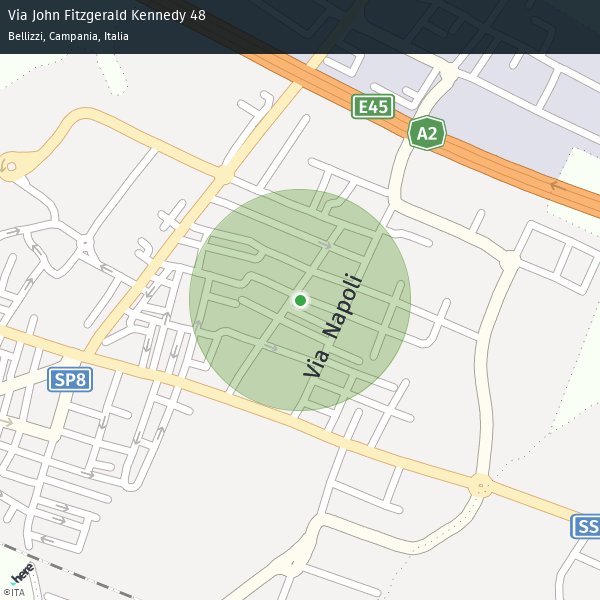 Via John Fitzgerald Kennedy 48
Bellizzi, Campania, Italia
E45
A2
Via Napoli
SP8
SS
here
©ITA